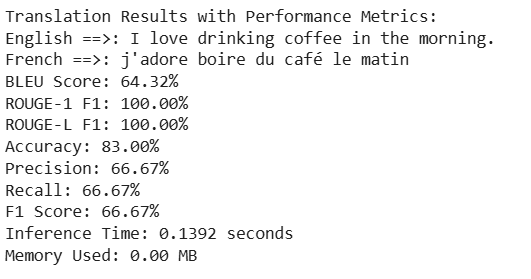 Translation Results with Performance Metrics:
English ==>: I love drinking coffee in the morning.
French ==>: j'adore boire du café le matin
BLEU Score: 64.32%
ROUGE-1 F1: 100.00%
ROUGE-L F1: 100.00%
Accuracy: 83.00%
Precision: 66.67%
Recall: 66.67%
F1 Score: 66.67%
Inference Time: 0.1392 seconds
Memory Used: 0.00 MB